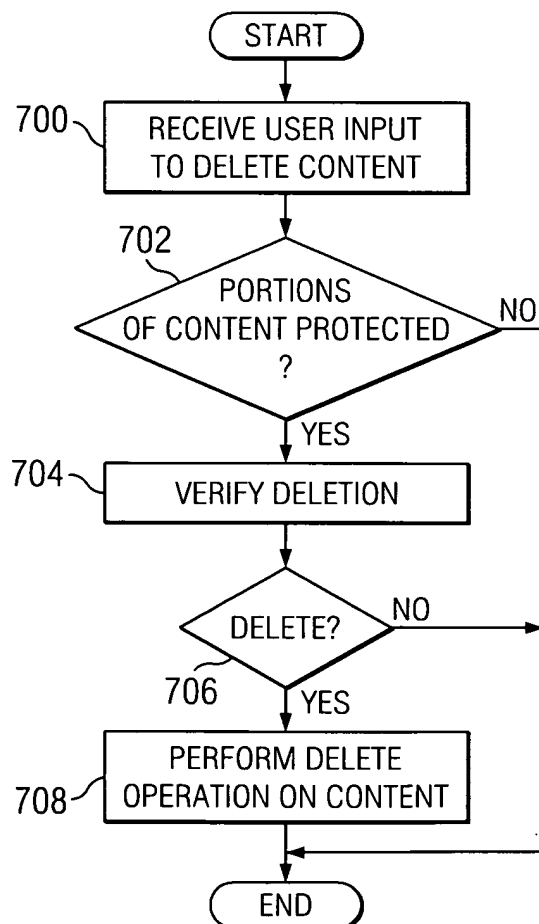 START
700
RECEIVE USER INPUT
TO DELETE CONTENT
702
PORTIONS
OF CONTENT PROTECTED
?
NO
YES
704
VERIFY DELETION
DELETE?
NO
706
YES
708
PERFORM DELETE
OPERATION ON CONTENT
END